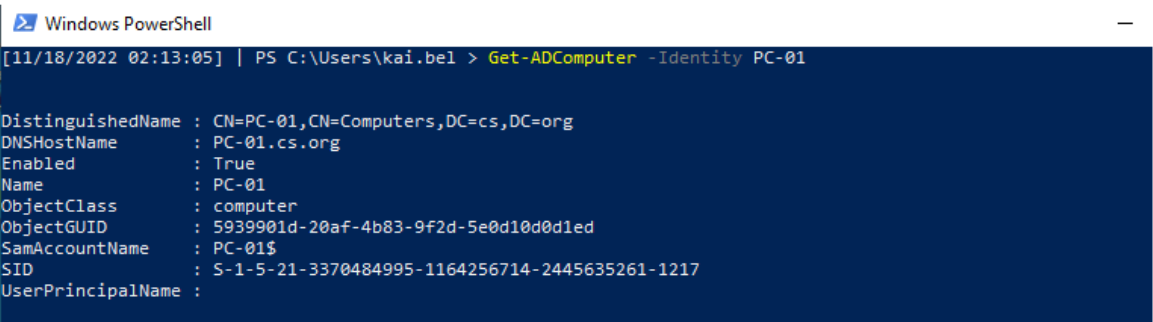 Windows PowerShell
[11/18/2022 02:13:05] | PS C:\Users\kai.bel > Get-ADComputer -Identity PC-01
DistinguishedName : CN=PC-01,CN=Computers,DC=cs,DC=org
DNSHostName : PC-01.cs.org
Enabled : True
Name : PC-01
ObjectClass : computer
ObjectGUID : 5939901d-20af-4b83-9f2d-5e0d10d0d1ed
SamAccountName : PC-01$
SID : S-1-5-21-3370484995-1164256714-2445635261-1217
UserPrincipalName :